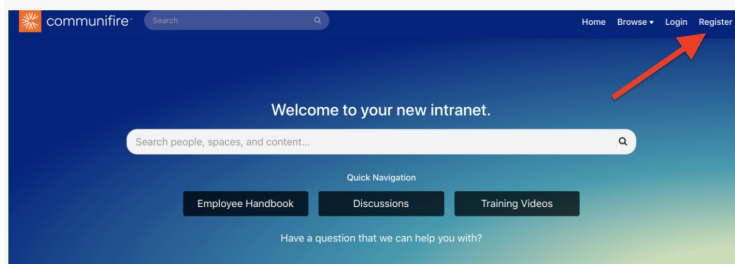 communifire Search Home Browse Login Register
Welcome to your new intranet.
Search people, spaces, and content...
Quick Navigation
Employee Handbook Discussions Training Videos
Have a question that we can help you with?